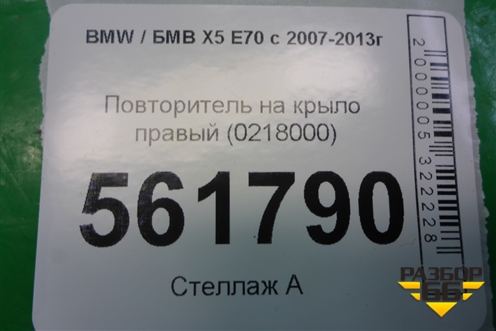 BMW / БМВ X5 E70 с 2007-2013г
Повторитель на крыло
правый (0218000)
561790
Стеллаж А
2000005322228
РАЗБОР
66